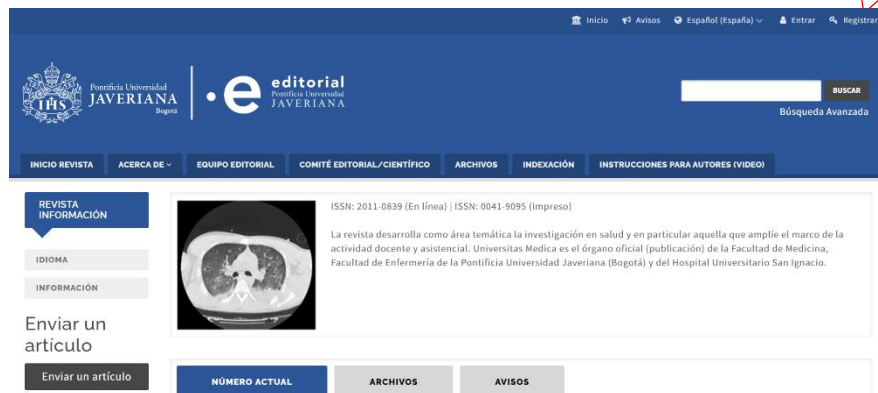 Inicio Avisos Español (España) Entrar Registrar
Pontificia Universidad
JAVERIANA
Bogotá
IHS
e editorial
Pontificia Universidad
JAVERIANA
BUSCAR
Búsqueda Avanzada
INICIO REVISTA ACERCA DE EQUIPO EDITORIAL COMITÉ EDITORIAL/CIENTÍFICO ARCHIVOS INDEXACIÓN INSTRUCCIONES PARA AUTORES (VIDEO)
REVISTA
INFORMACIÓN
IDIOMA
INFORMACIÓN
Enviar un
artículo
Enviar un artículo
ISSN: 2011-0839 (En línea) | ISSN: 0041-9095 (Impreso)
La revista desarrolla como área temática la investigación en salud y en particular aquella que amplíe el marco de la
actividad docente y asistencial. Universitas Medica es el órgano oficial (publicación) de la Facultad de Medicina,
Facultad de Enfermería de la Pontificia Universidad Javeriana (Bogotá) y del Hospital Universitario San Ignacio.
NÚMERO ACTUAL ARCHIVOS AVISOS